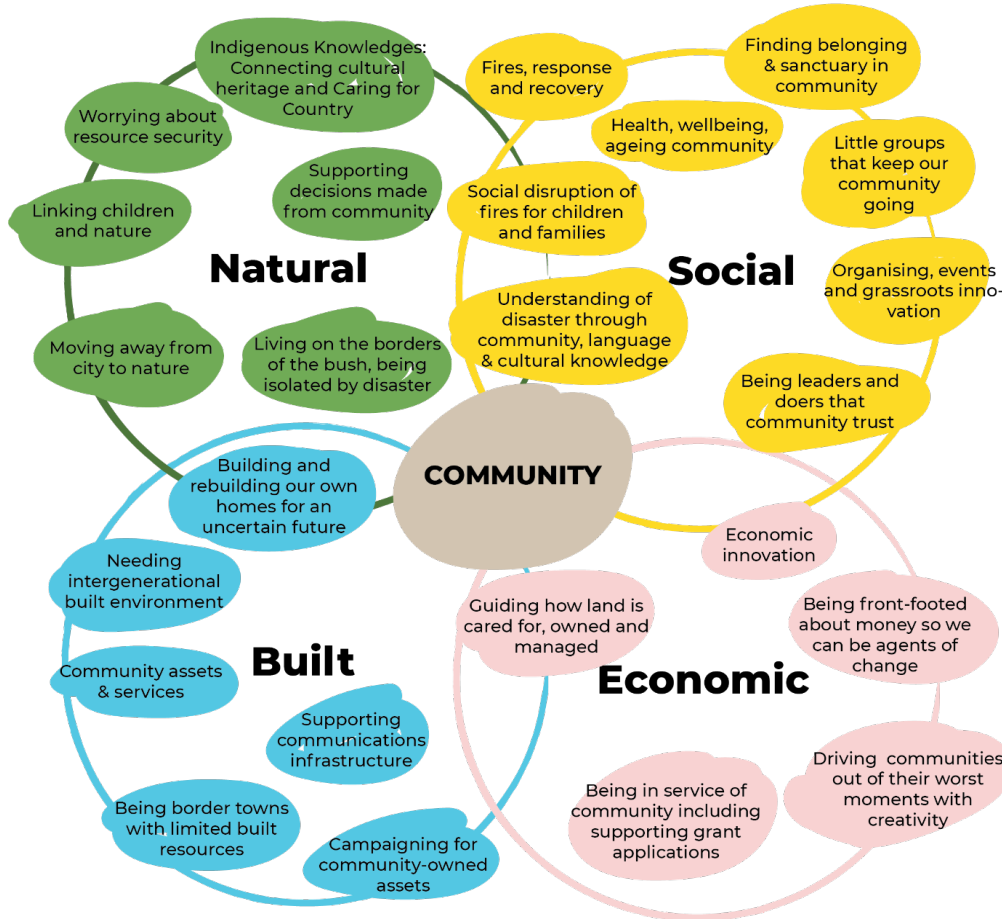 Indigenous Knowledges:
Connecting cultural
heritage and Caring for
Country
Worrying about
resource security
Supporting
decisions made
from community
Linking children
and nature
Natural
Moving away from
city to nature
Living on the borders
of the bush, being
isolated by disaster
Fires, response
and recovery
Finding belonging
& sanctuary in
community
Health, wellbeing,
ageing community
Little groups
that keep our
community
going
Social disruption of
fires for children
and families
Social
Organising, events
and grassroots inno-
vation
Understanding of
disaster through
community, language
& cultural knowledge
Being leaders and
doers that
community trust
COMMUNITY
Building and
rebuilding our own
homes for an
uncertain future
Needing
intergenerational
built environment
Built
Community assets
& services
Supporting
communications
infrastructure
Being border towns
with limited built
resources
Campaigning for
community-owned
assets
Economic
innovation
Guiding how land is
cared for, owned and
managed
Being front-footed
about money so we
can be agents of
change
Economic
Driving communities
out of their worst
moments with
creativity
Being in service of
community including
supporting grant
applications